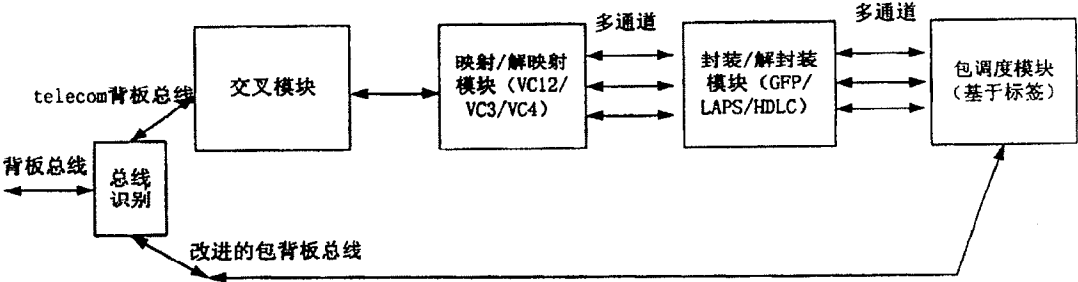 多通道
多通道
交叉模块
映射/解映射
模块（VC12/
VC3/VC4）
封装/解封装
模块（GFP/
LAPS/HDLC）
包调度模块
（基于标签）
telecom背板总线
背板总线
总线
识别
改进的包背板总线